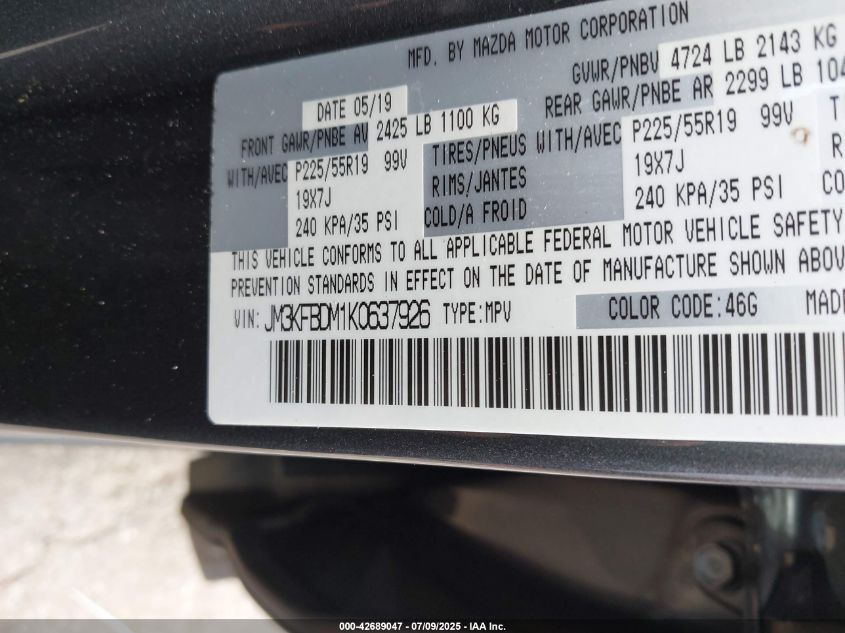 MFD. BY MAZDA MOTOR CORPORATION
DATE 05/19 GVWR/PNBV 4724 LB 2143 KG
FRONT GAWR/PNBE AV 2425 LB 1100 KG REAR GAWR/PNBE AR 2299 LB
WITH/AVEC P225/55R19 99V TIRES/PNEUS WITH/AVEC P225/55R19 99V
19X7J RIMS/JANTES 19X7J
240 KPA/35 PSI COLD/A FROID 240 KPA/35 PSI
THIS VEHICLE CONFORMS TO ALL APPLICABLE FEDERAL MOTOR VEHICLE SAFETY
PREVENTION STANDARDS IN EFFECT ON THE DATE OF MANUFACTURE SHOWN ABOV
VIN: JM3KFBDM1K0637926 TYPE:MPV COLOR CODE:46G MADE
000-42689047 - 07/09/2025 - IAA Inc.